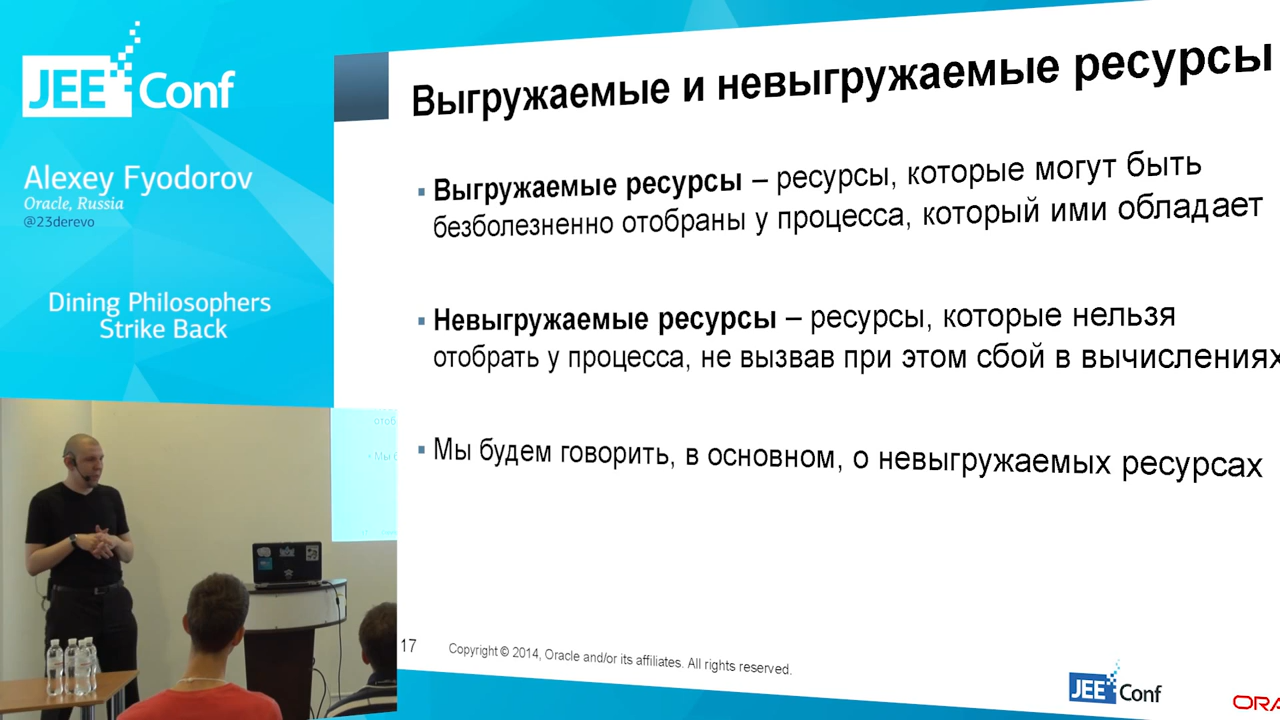 JEE Conf
Alexey Fyodorov
Oracle, Russia
@23derevo
Dining Philosophers
Strike Back
Выгружаемые и невыгружаемые ресурсы
▪ Выгружаемые ресурсы – ресурсы, которые могут быть
безболезненно отобраны у процесса, который ими обладает
▪ Невыгружаемые ресурсы – ресурсы, которые нельзя
отобрать у процесса, не вызвав при этом сбой в вычислениях
▪ Мы будем говорить, в основном, о невыгружаемых ресурсах
17
Copyright © 2014, Oracle and/or its affiliates. All rights reserved.
JEE Conf
ORA